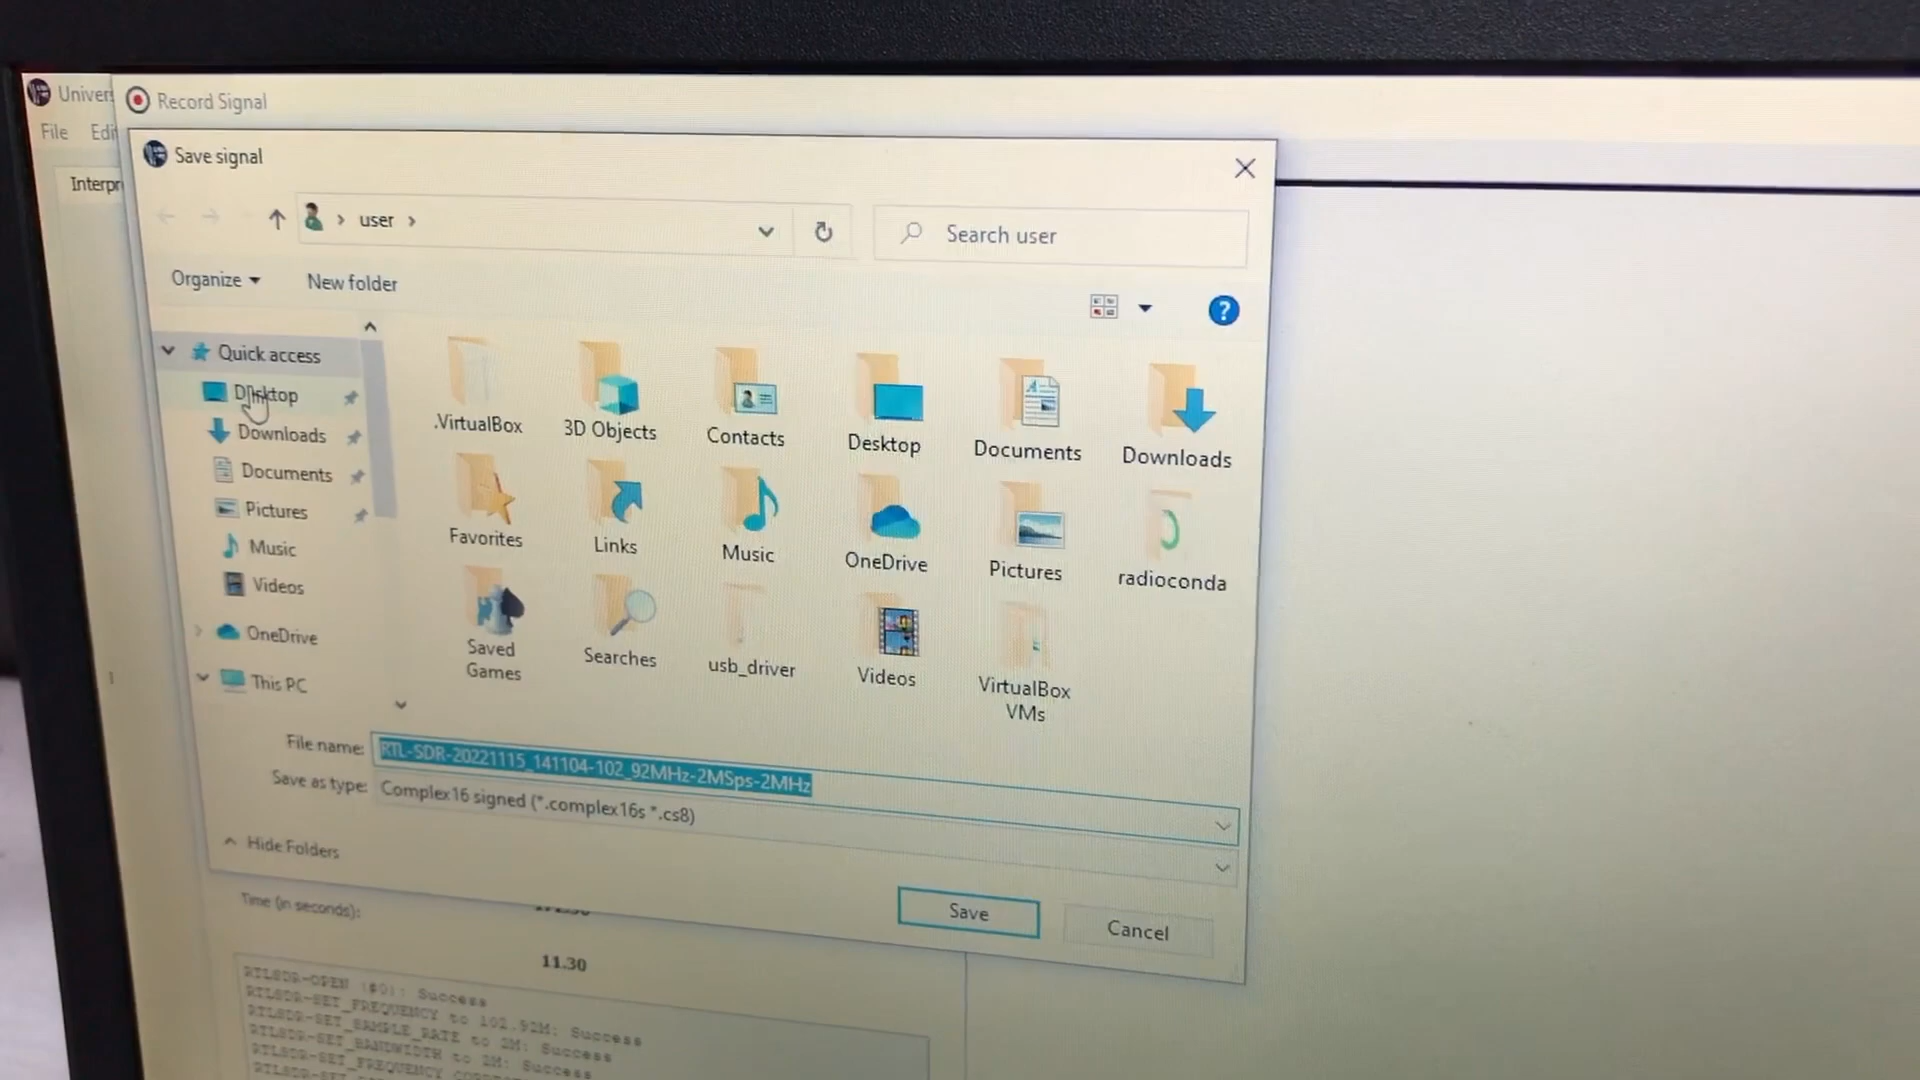 Univer
Record Signal
File Edi
Save signal
Interpr
user
Search user
Organize
New folder
Quick access
Desktop
Downloads
Documents
Pictures
Music
Videos
OneDrive
This PC
.VirtualBox
3D Objects
Contacts
Desktop
Documents
Downloads
Favorites
Links
Music
OneDrive
Pictures
radioconda
Saved
Games
Searches
usb_driver
Videos
VirtualBox
VMs
File name: RTL-SDR-20221115_141104-102_92MHz-2MSps-2MHz
Save as type: Complex16 signed (*.complex16s *.cs8)
Hide Folders
Save
Cancel
Time (in seconds):
11.30
RTLSDR-OPEN (#0): Success
RTLSDR-SET_FREQUENCY to 102.92M: Success
RTLSDR-SET_SAMPLE_RATE to 2M: Success
RTLSDR-SET_BANDWIDTH to 2M: Success